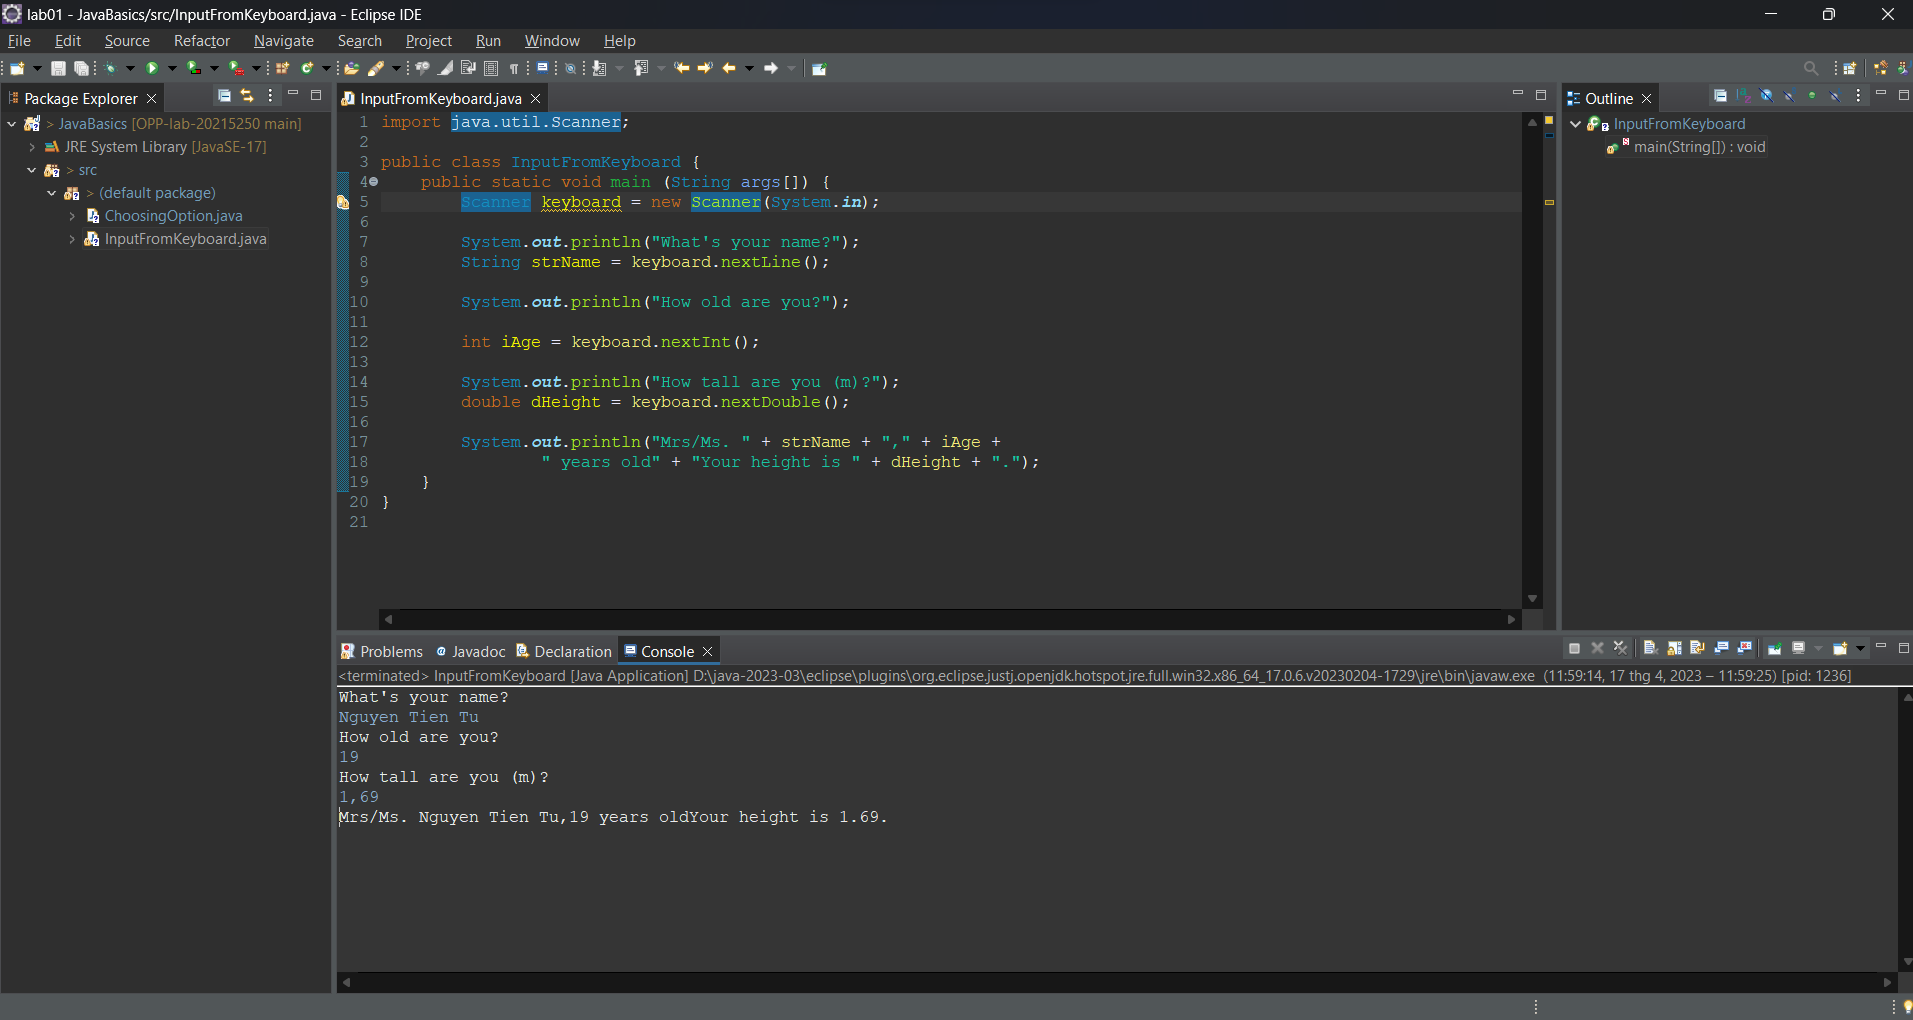 lab01 - JavaBasics/src/InputFromKeyboard.java - Eclipse IDE
File Edit Source Refactor Navigate Search Project Run Window Help
Package Explorer
> JavaBasics [OPP-lab-20215250 main]
JRE System Library [JavaSE-17]
> src
> (default package)
ChoosingOption.java
InputFromKeyboard.java
InputFromKeyboard.java
1 import java.util.Scanner;
2
3 public class InputFromKeyboard {
4 public static void main (String args[]) {
5 Scanner keyboard = new Scanner(System.in);
6
7 System.out.println("What's your name?");
8 String strName = keyboard.nextLine();
9
10 System.out.println("How old are you?");
11
12 int iAge = keyboard.nextInt();
13
14 System.out.println("How tall are you (m)?");
15 double dHeight = keyboard.nextDouble();
16
17 System.out.println("Mrs/Ms. " + strName + "," + iAge +
18 " years old" + "Your height is " + dHeight + ".");
19 }
20 }
21
Outline
InputFromKeyboard
main(String[]) : void
Problems @ Javadoc Declaration Console
<terminated> InputFromKeyboard [Java Application] D:\java-2023-03\eclipse\plugins\org.eclipse.justj.openjdk.hotspot.jre.full.win32.x86_64_17.0.6.v20230204-1729\jre\bin\javaw.exe (11:59:14, 17 thg 4, 2023 – 11:59:25) [pid: 1236]
What's your name?
Nguyen Tien Tu
How old are you?
19
How tall are you (m)?
1,69
Mrs/Ms. Nguyen Tien Tu,19 years oldYour height is 1.69.